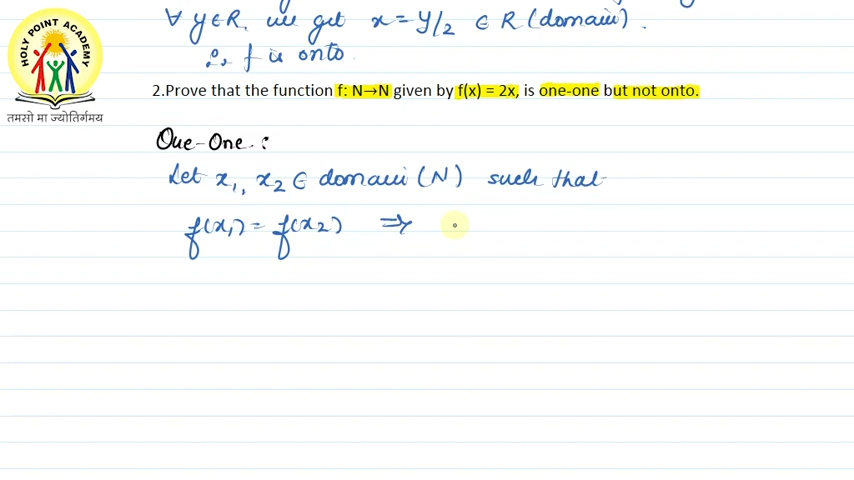 ∀ y∈R, we get x = y/2 ∈ R (domain).
∴ f is onto
HOLY POINT ACADEMY
तमसो मा ज्योतिर्गमय
2.Prove that the function f: N→N given by f(x) = 2x, is one-one but not onto.
One-One :
Let x₁, x₂ ∈ domain (N) such that
f(x₁) = f(x₂) ⇒